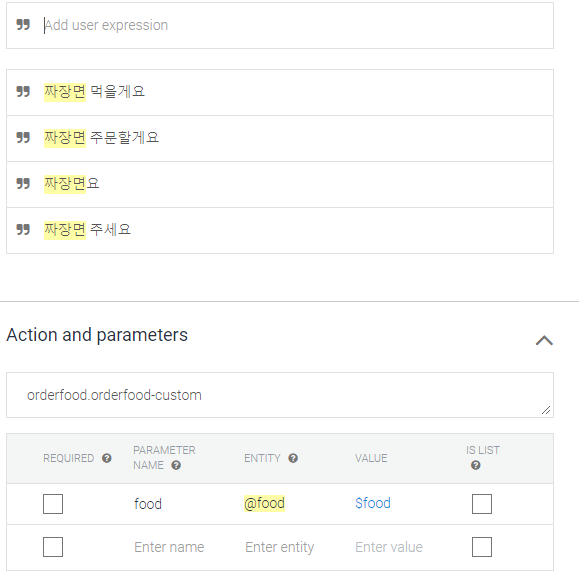 Add user expression
짜장면 먹을게요
짜장면 주문할게요
짜장면요
짜장면 주세요
Action and parameters
orderfood.orderfood-custom
REQUIRED PARAMETER NAME ENTITY VALUE IS LIST
food @food $food
Enter name Enter entity Enter value